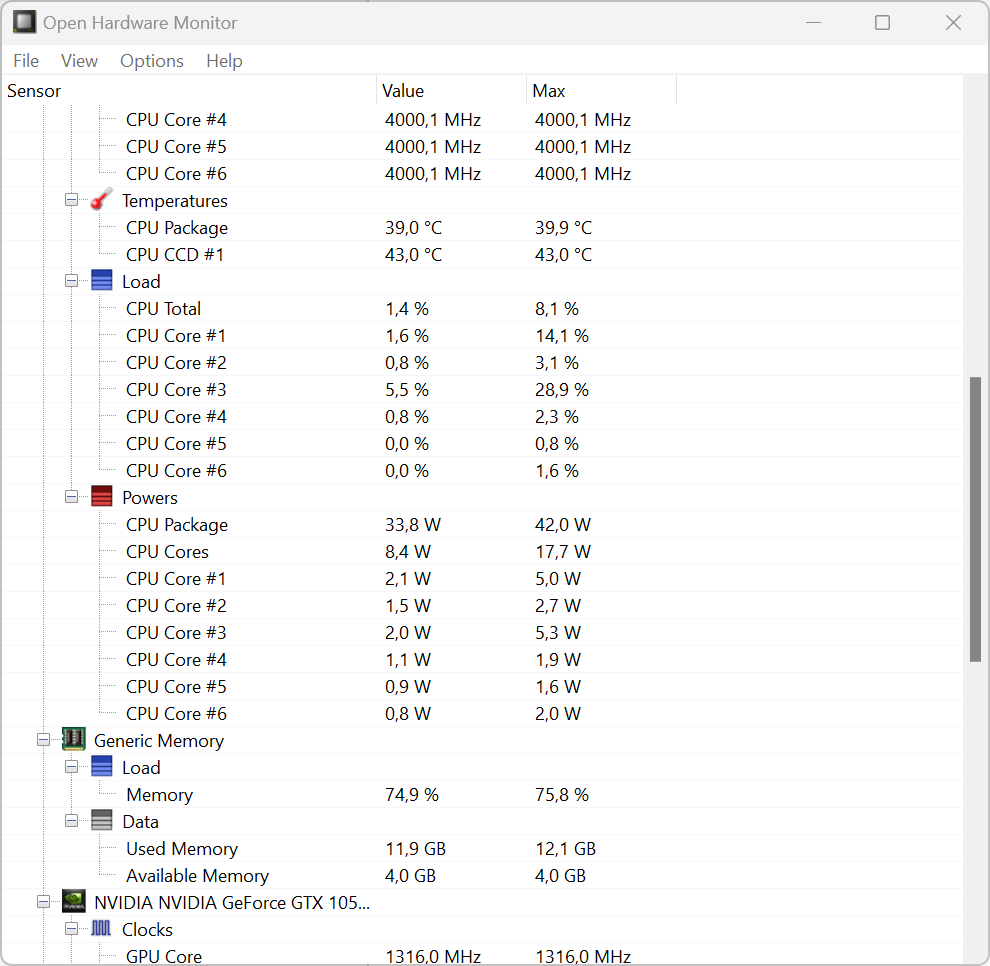 Open Hardware Monitor
File View Options Help
Sensor Value Max
CPU Core #4 4000,1 MHz 4000,1 MHz
CPU Core #5 4000,1 MHz 4000,1 MHz
CPU Core #6 4000,1 MHz 4000,1 MHz
Temperatures
CPU Package 39,0 °C 39,9 °C
CPU CCD #1 43,0 °C 43,0 °C
Load
CPU Total 1,4 % 8,1 %
CPU Core #1 1,6 % 14,1 %
CPU Core #2 0,8 % 3,1 %
CPU Core #3 5,5 % 28,9 %
CPU Core #4 0,8 % 2,3 %
CPU Core #5 0,0 % 0,8 %
CPU Core #6 0,0 % 1,6 %
Powers
CPU Package 33,8 W 42,0 W
CPU Cores 8,4 W 17,7 W
CPU Core #1 2,1 W 5,0 W
CPU Core #2 1,5 W 2,7 W
CPU Core #3 2,0 W 5,3 W
CPU Core #4 1,1 W 1,9 W
CPU Core #5 0,9 W 1,6 W
CPU Core #6 0,8 W 2,0 W
Generic Memory
Load
Memory 74,9 % 75,8 %
Data
Used Memory 11,9 GB 12,1 GB
Available Memory 4,0 GB 4,0 GB
NVIDIA NVIDIA GeForce GTX 105...
Clocks
GPU Core 1316,0 MHz 1316,0 MHz